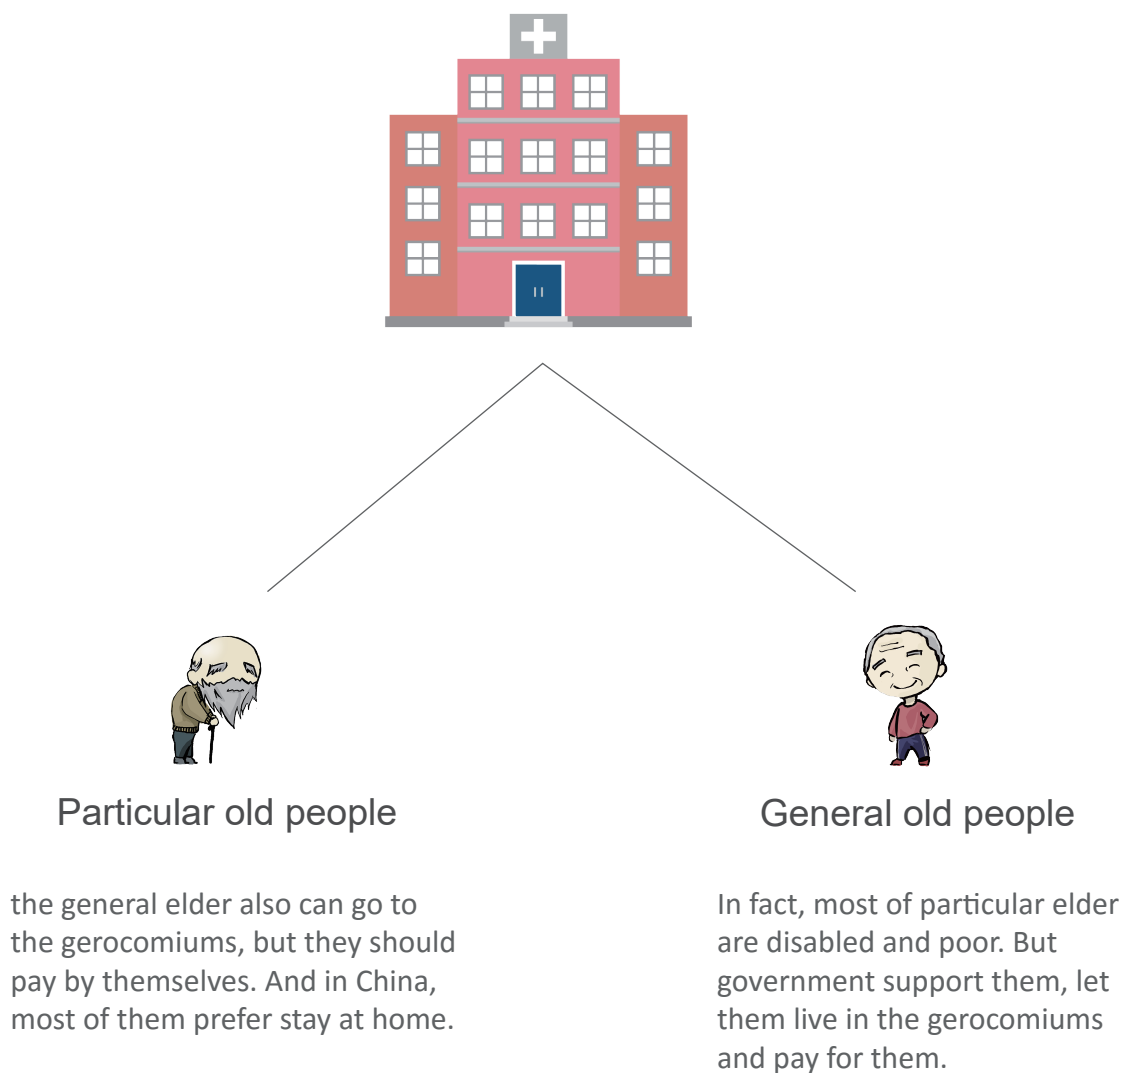 Particular old people
the general elder also can go to
the gerocomiums, but they should
pay by themselves. And in China,
most of them prefer stay at home.
General old people
In fact, most of particular elder
are disabled and poor. But
government support them, let
them live in the gerocomiums
and pay for them.